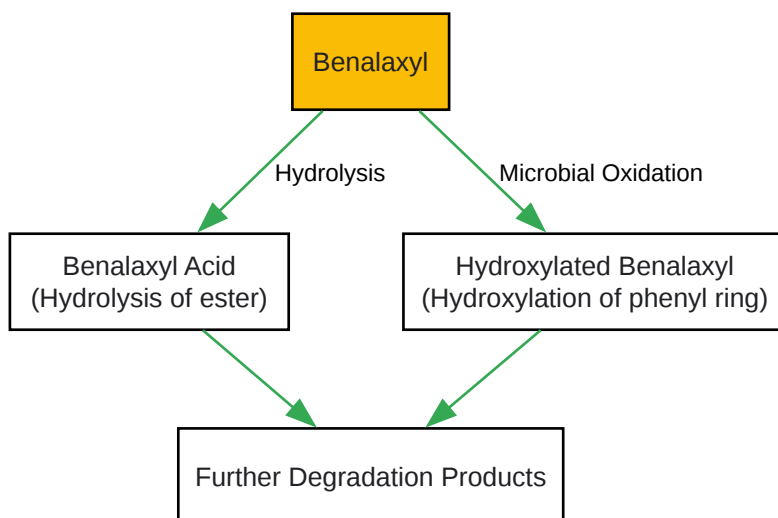 Benalaxyl
Hydrolysis
Microbial Oxidation
Benalaxyl Acid
(Hydrolysis of ester)
Hydroxylated Benalaxyl
(Hydroxylation of phenyl ring)
Further Degradation Products